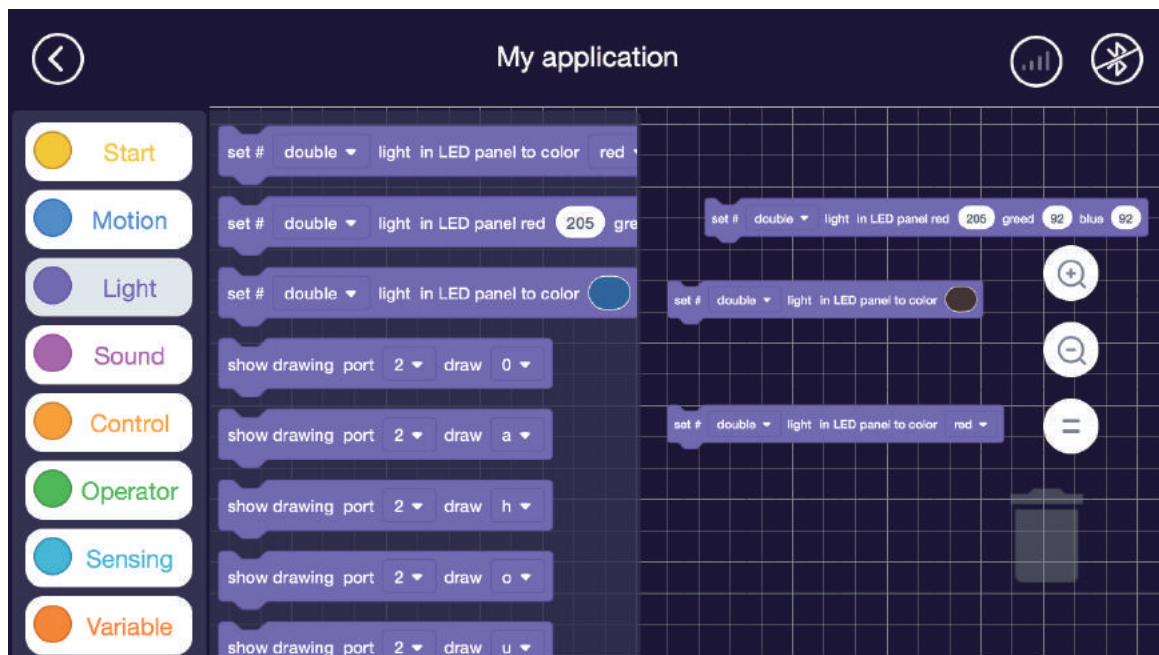 My application
Start
Motion
Light
Sound
Control
Operator
Sensing
Variable
set # double light in LED panel to color red
set # double light in LED panel red 205 gre
set # double light in LED panel to color
show drawing port 2 draw 0
show drawing port 2 draw a
show drawing port 2 draw h
show drawing port 2 draw o
show drawing port 2 draw u
set # double light in LED panel red 205 greed 92 blue 92
set # double light in LED panel to color
set # double light in LED panel to color red